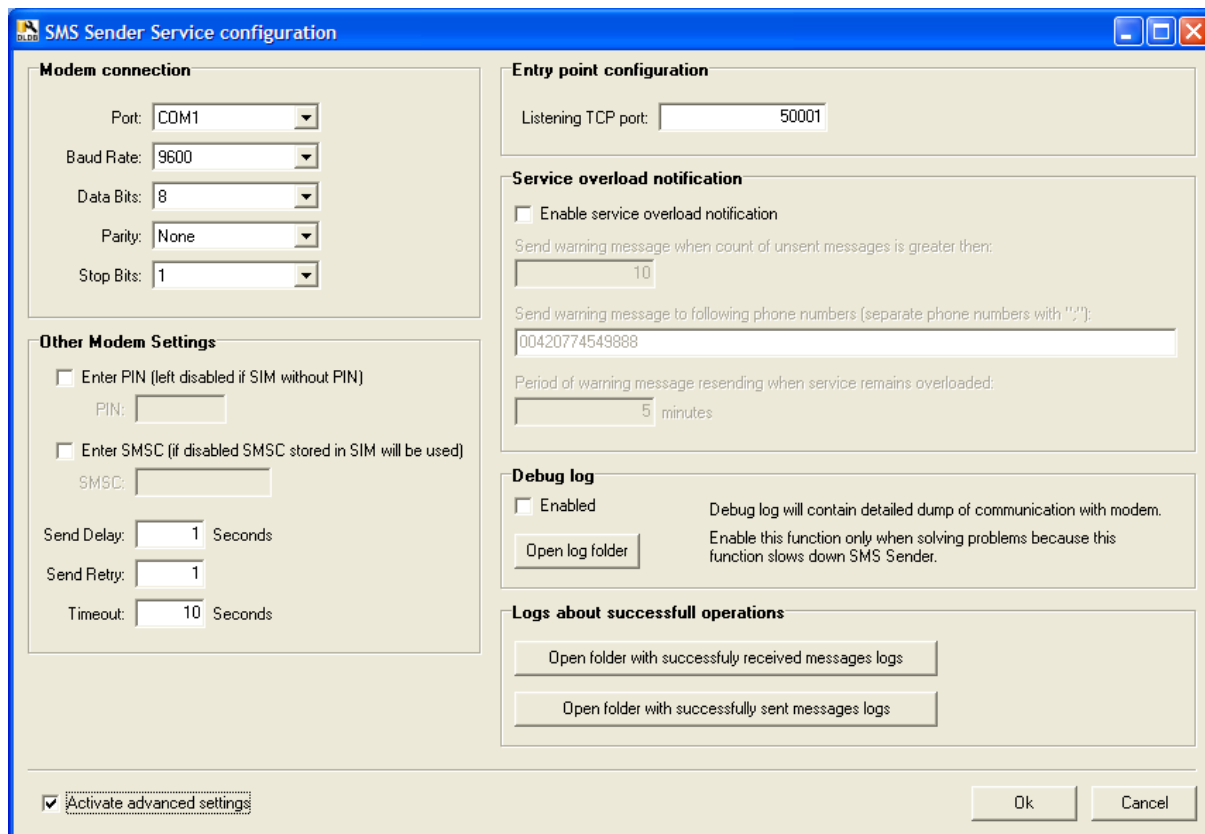 SMS Sender Service configuration
Modem connection
Port: COM1
Baud Rate: 9600
Data Bits: 8
Parity: None
Stop Bits: 1
Other Modem Settings
Enter PIN (left disabled if SIM without PIN)
PIN:
Enter SMSC (if disabled SMSC stored in SIM will be used)
SMSC:
Send Delay: 1 Seconds
Send Retry: 1
Timeout: 10 Seconds
Entry point configuration
Listening TCP port: 50001
Service overload notification
Enable service overload notification
Send warning message when count of unsent messages is greater then:
10
Send warning message to following phone numbers (separate phone numbers with ";"):
00420774549888
Period of warning message resending when service remains overloaded:
5 minutes
Debug log
Enabled
Open log folder
Debug log will contain detailed dump of communication with modem.
Enable this function only when solving problems because this
function slows down SMS Sender.
Logs about successfull operations
Open folder with successfuly received messages logs
Open folder with successfully sent messages logs
Activate advanced settings
Ok
Cancel